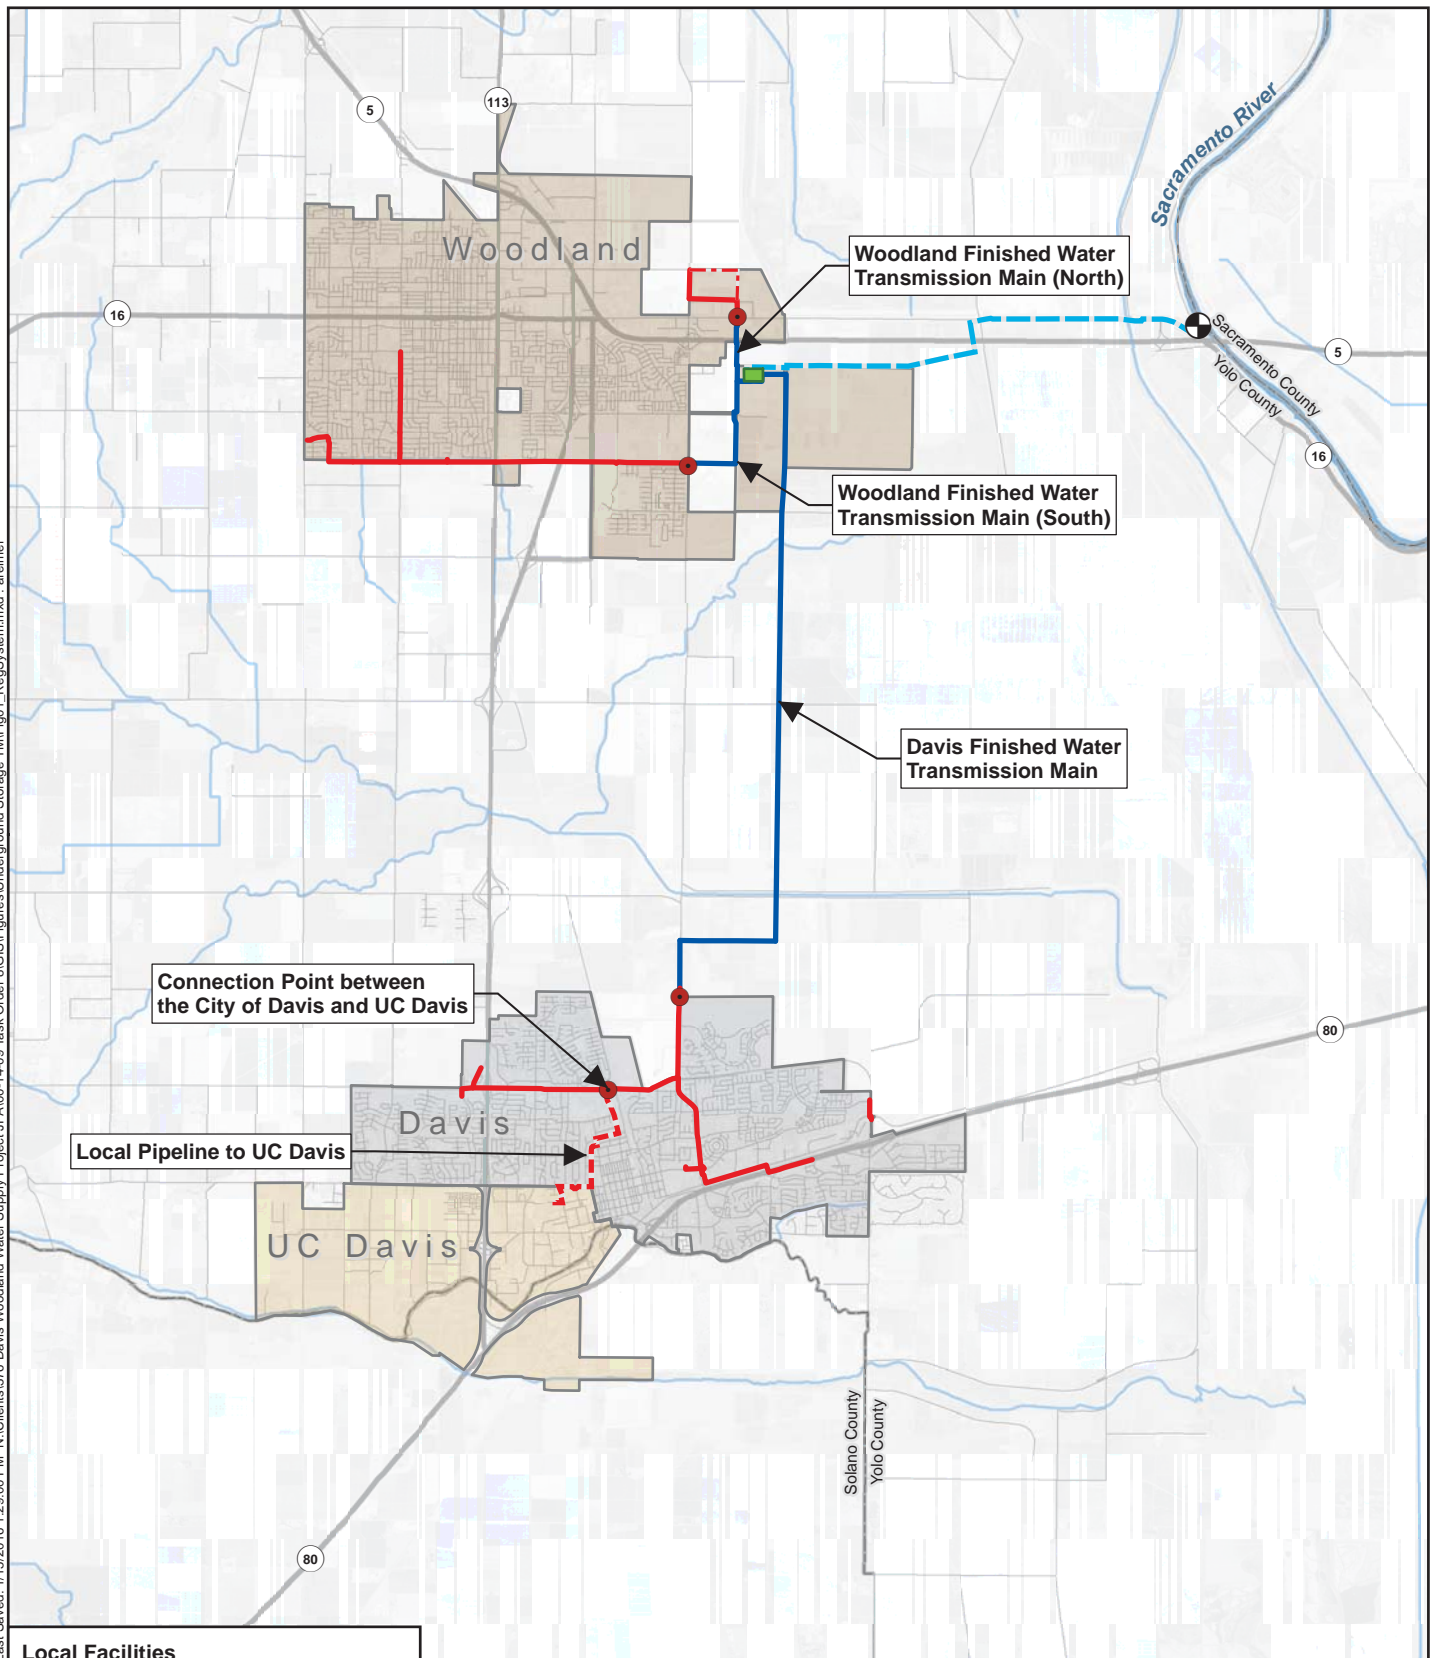 5
113
Sacramento River
Woodland
Woodland Finished Water
Transmission Main (North)
16
Sacramento County
Yolo County
5
16
Woodland Finished Water
Transmission Main (South)
Davis Finished Water
Transmission Main
Connection Point between
the City of Davis and UC Davis
80
Davis
Local Pipeline to UC Davis
UC Davis
Solano County
Yolo County
80
Local Facilities